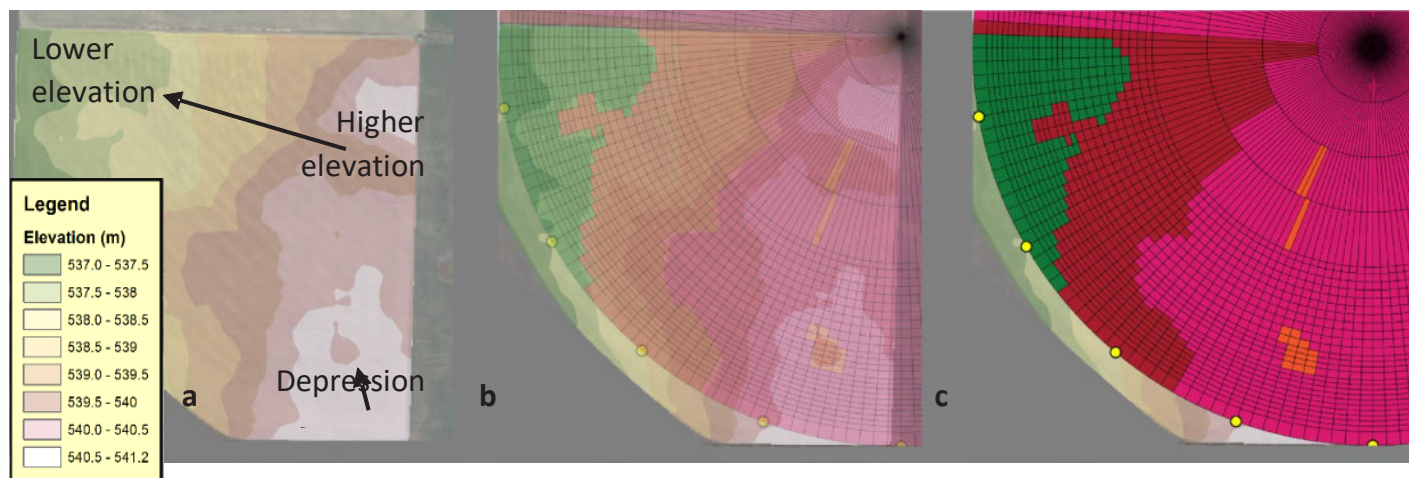 Lower
elevation
Higher
elevation
Legend
Elevation (m)
537.0 - 537.5
537.5 - 538
538.0 - 538.5
538.5 - 539
539.0 - 539.5
539.5 - 540
540.0 - 540.5
540.5 - 541.2
Depression
a
b
c